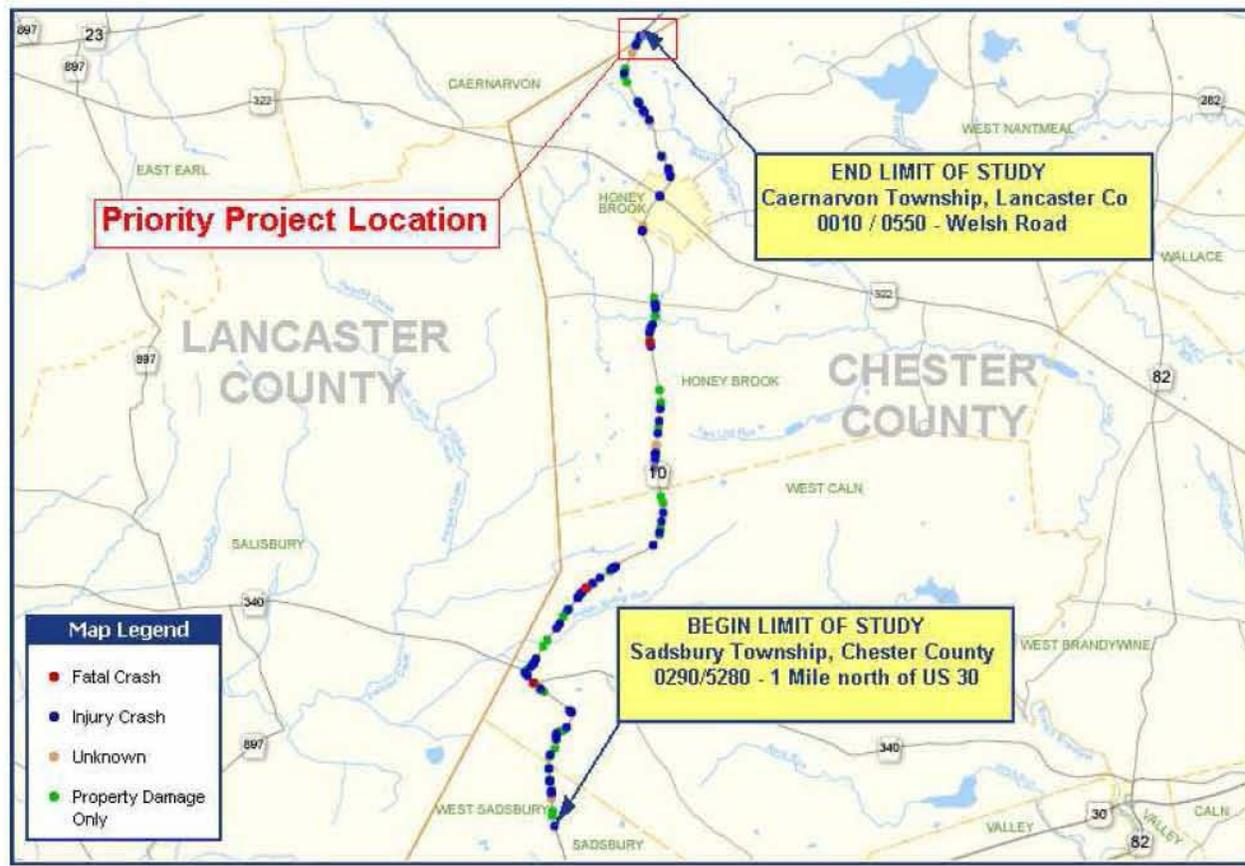 897
23
897
CAERNARVON
322
282
WEST NANTMEAL
EAST EARL
HONEY
BROOK
Priority Project Location
END LIMIT OF STUDY
Caernarvon Township, Lancaster Co
0010 / 0550 - Welsh Road
WALLACE
322
LANCASTER
COUNTY
897
HONEY BROOK
CHESTER
COUNTY
82
10
WEST CALN
SALISBURY
340
Map Legend
Fatal Crash
Injury Crash
Unknown
Property Damage
Only
BEGIN LIMIT OF STUDY
Sadsbury Township, Chester County
0290/5280 - 1 Mile north of US 30
WEST BRANDYWINE
897
340
WEST SADSBURY
SADSBURY
VALLEY
30
VALLEY
CALN
82